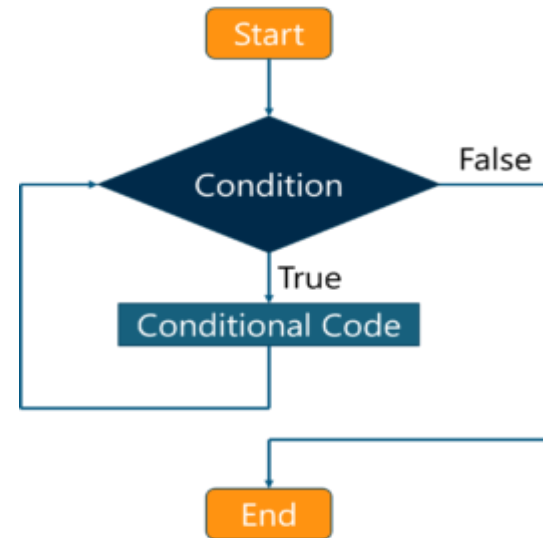 Start
Condition
False
True
Conditional Code
End